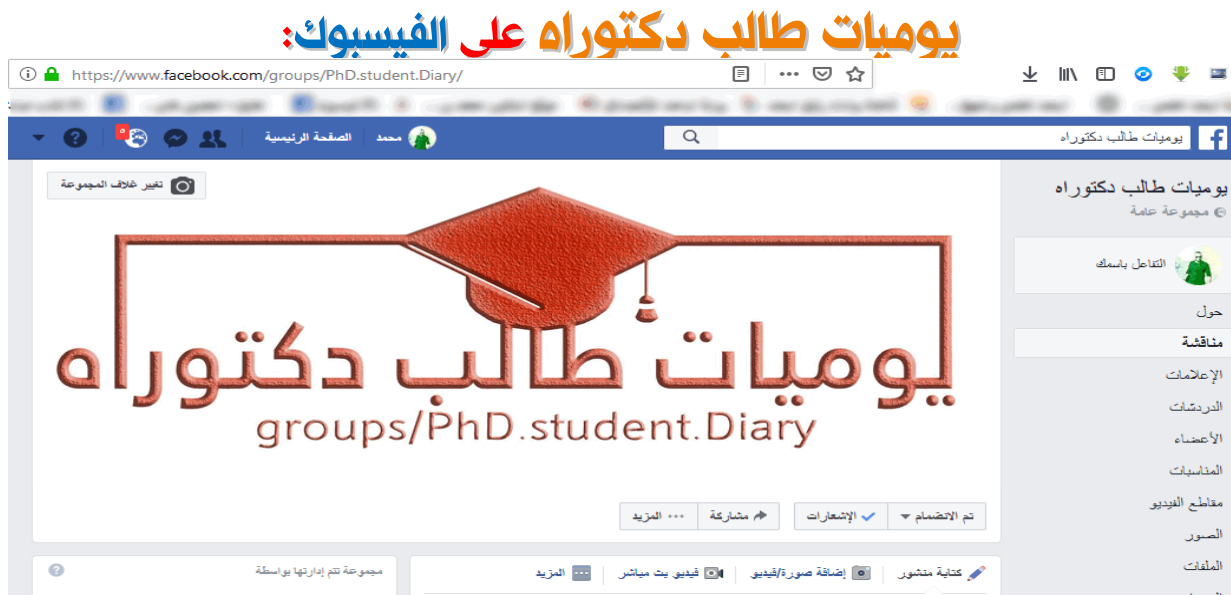 يوميات طالب دكتوراه على الفيسبوك:
https://www.facebook.com/groups/PhD.student.Diary/
يوميات طالب دكتوراه
محمد
الصفحة الرئيسية
يوميات طالب دكتوراه
مجموعة عامة
التفاعل باسمك
حول
مناقشة
الإعلامات
الدردشات
الأعضاء
المناسبات
مقاطع الفيديو
الصور
الملفات
تغيير غلاف المجموعة
يوميات طالب دكتوراه
groups/PhD.student.Diary
تم الانضمام
الإشعارات
مشاركة
المزيد
كتابة منشور
إضافة صورة/فيديو
فيديو بث مباشر
المزيد
مجموعة تتم إدارتها بواسطة